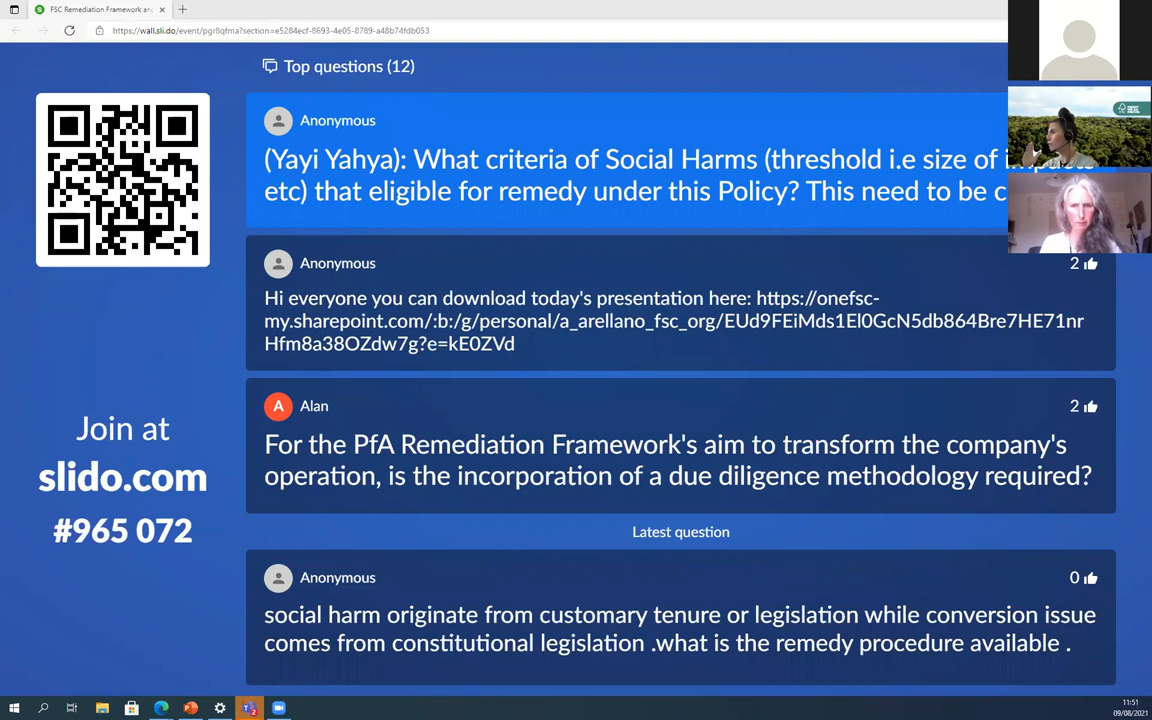 FSC Remediation Framework an
https://wall.sli.do/event/pgr8qfma?section=e5284ecf-8693-4e05-8789-a48b74fdb053
Top questions (12)
Anonymous
(Yayi Yahya): What criteria of Social Harms (threshold i.e size of
etc) that eligible for remedy under this Policy? This need to be c
Anonymous
2
Hi everyone you can download today's presentation here: https://onefsc-
my.sharepoint.com/:b:/g/personal/a_arellano_fsc_org/EUd9FEiMds1El0GcN5db864Bre7HE71nr
Hfm8a38OZdw7g?e=kE0ZVd
A
Alan
2
For the PfA Remediation Framework's aim to transform the company's
operation, is the incorporation of a due diligence methodology required?
Join at
slido.com
#965 072
Latest question
Anonymous
0
social harm originate from customary tenure or legislation while conversion issue
comes from constitutional legislation .what is the remedy procedure available .
11:51
09/08/2021